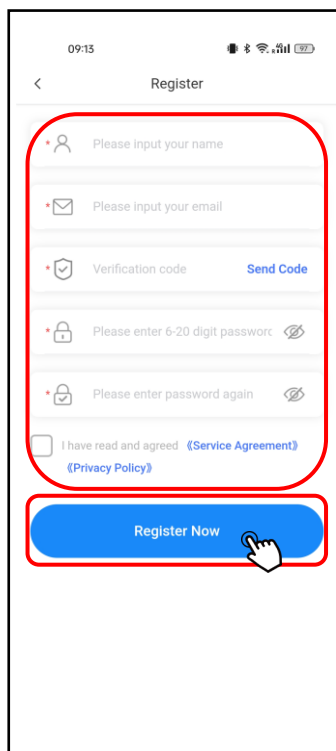 09:13
97
Register
* Please input your name
* Please input your email
* Verification code Send Code
* Please enter 6-20 digit passworc
* Please enter password again
I have read and agreed 《Service Agreement》
《Privacy Policy》
Register Now